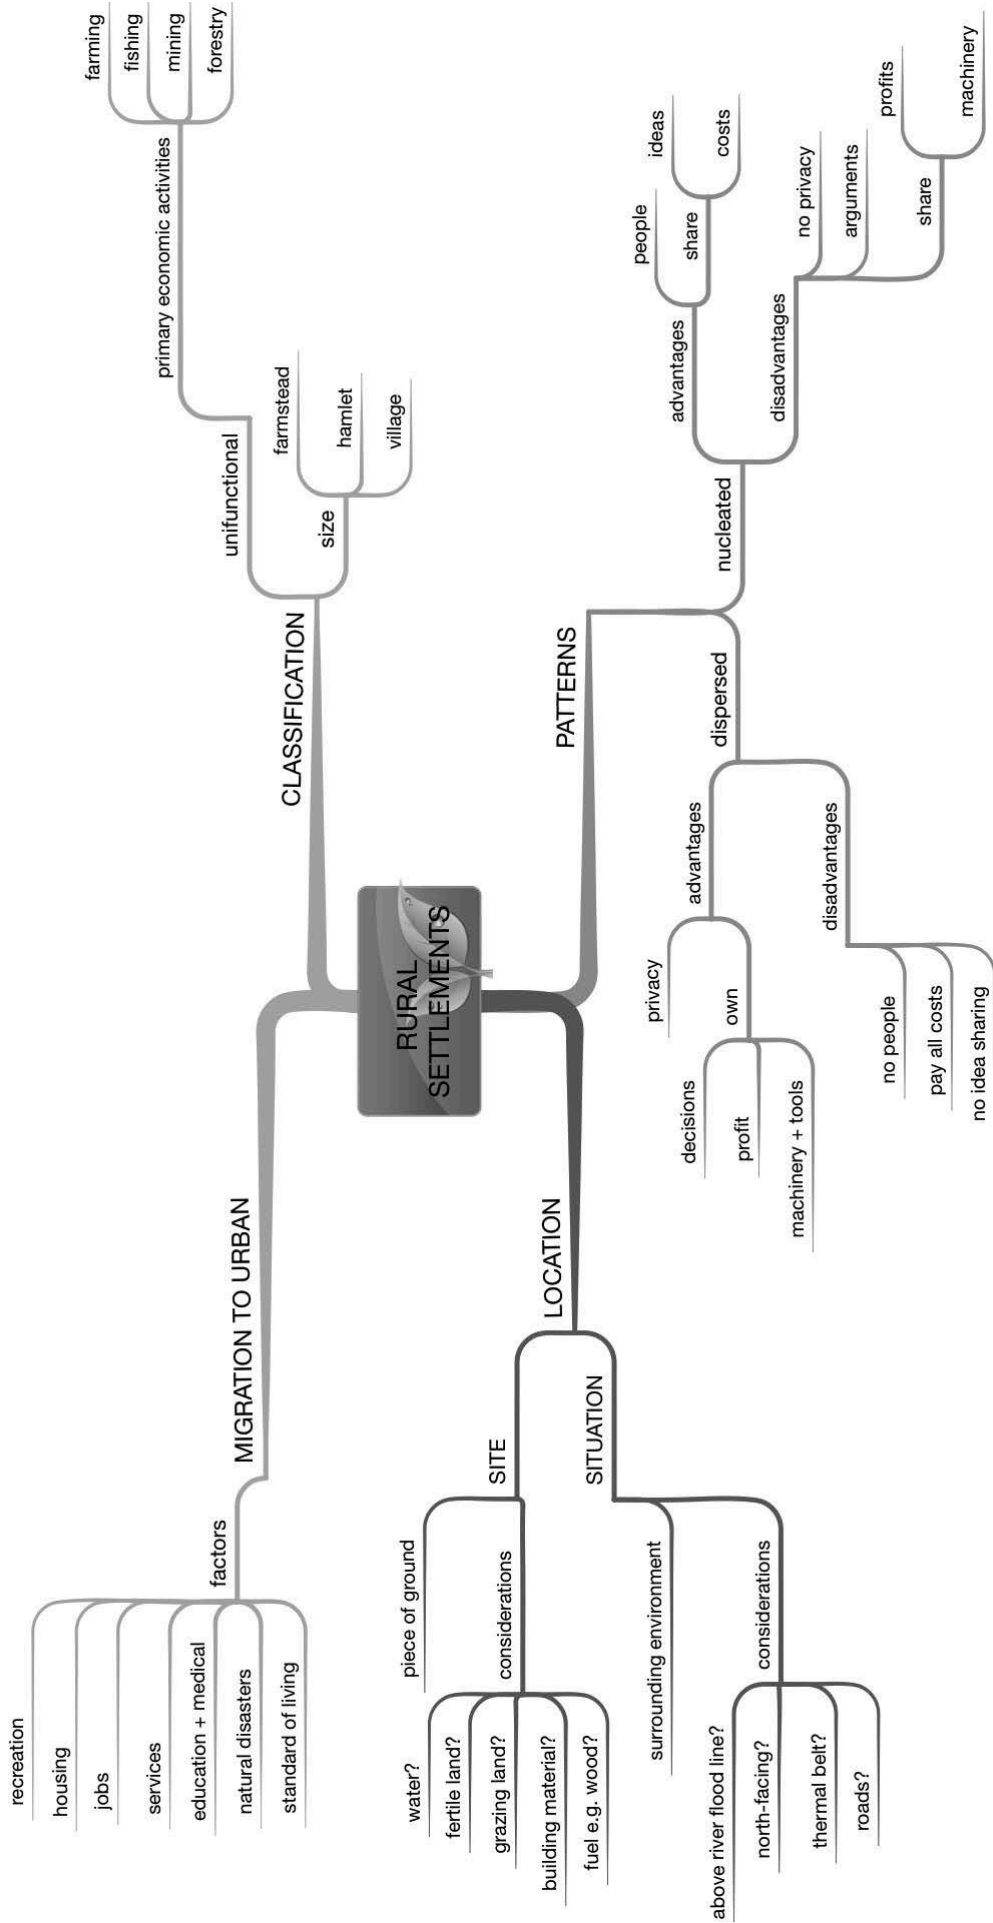 RURAL
SETTLEMENTS
MIGRATION TO URBAN
factors
recreation
housing
jobs
services
education + medical
natural disasters
standard of living
CLASSIFICATION
unifunctional
primary economic activities
farming
fishing
mining
forestry
size
farmstead
hamlet
village
LOCATION
SITE
piece of ground
considerations
water?
fertile land?
grazing land?
building material?
fuel e.g. wood?
SITUATION
surrounding environment
considerations
above river flood line?
north-facing?
thermal belt?
roads?
PATTERNS
dispersed
advantages
privacy
own
decisions
profit
machinery + tools
disadvantages
no people
pay all costs
no idea sharing
nucleated
advantages
people
share
ideas
costs
disadvantages
no privacy
arguments
share
profits
machinery